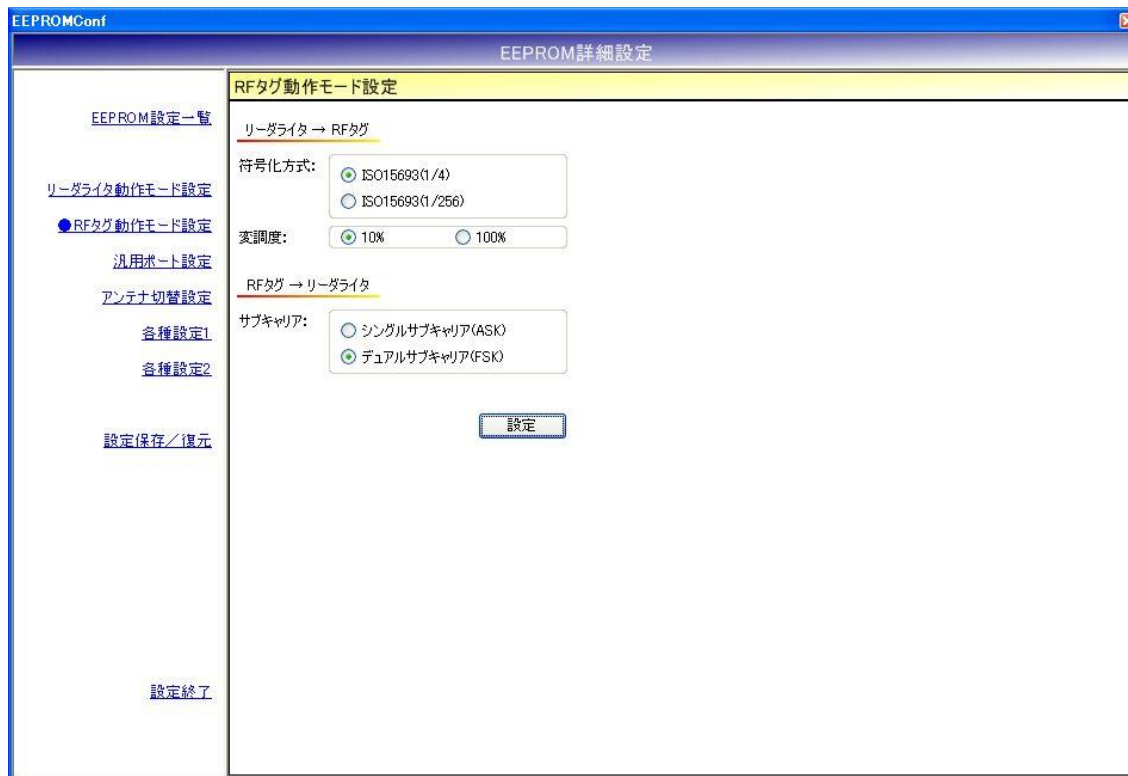 EEPROMConf
EEPROM詳細設定
EEPROM設定一覧
リーダライタ動作モード設定
●RFタグ動作モード設定
汎用ポート設定
アンテナ切替設定
各種設定1
各種設定2
設定保存／復元
設定終了
RFタグ動作モード設定
リーダライタ → RFタグ
符号化方式:
ISO15693(1/4)
ISO15693(1/256)
変調度:
10% 100%
RFタグ → リーダライタ
サブキャリア:
シングルサブキャリア(ASK)
デュアルサブキャリア(FSK)
設定